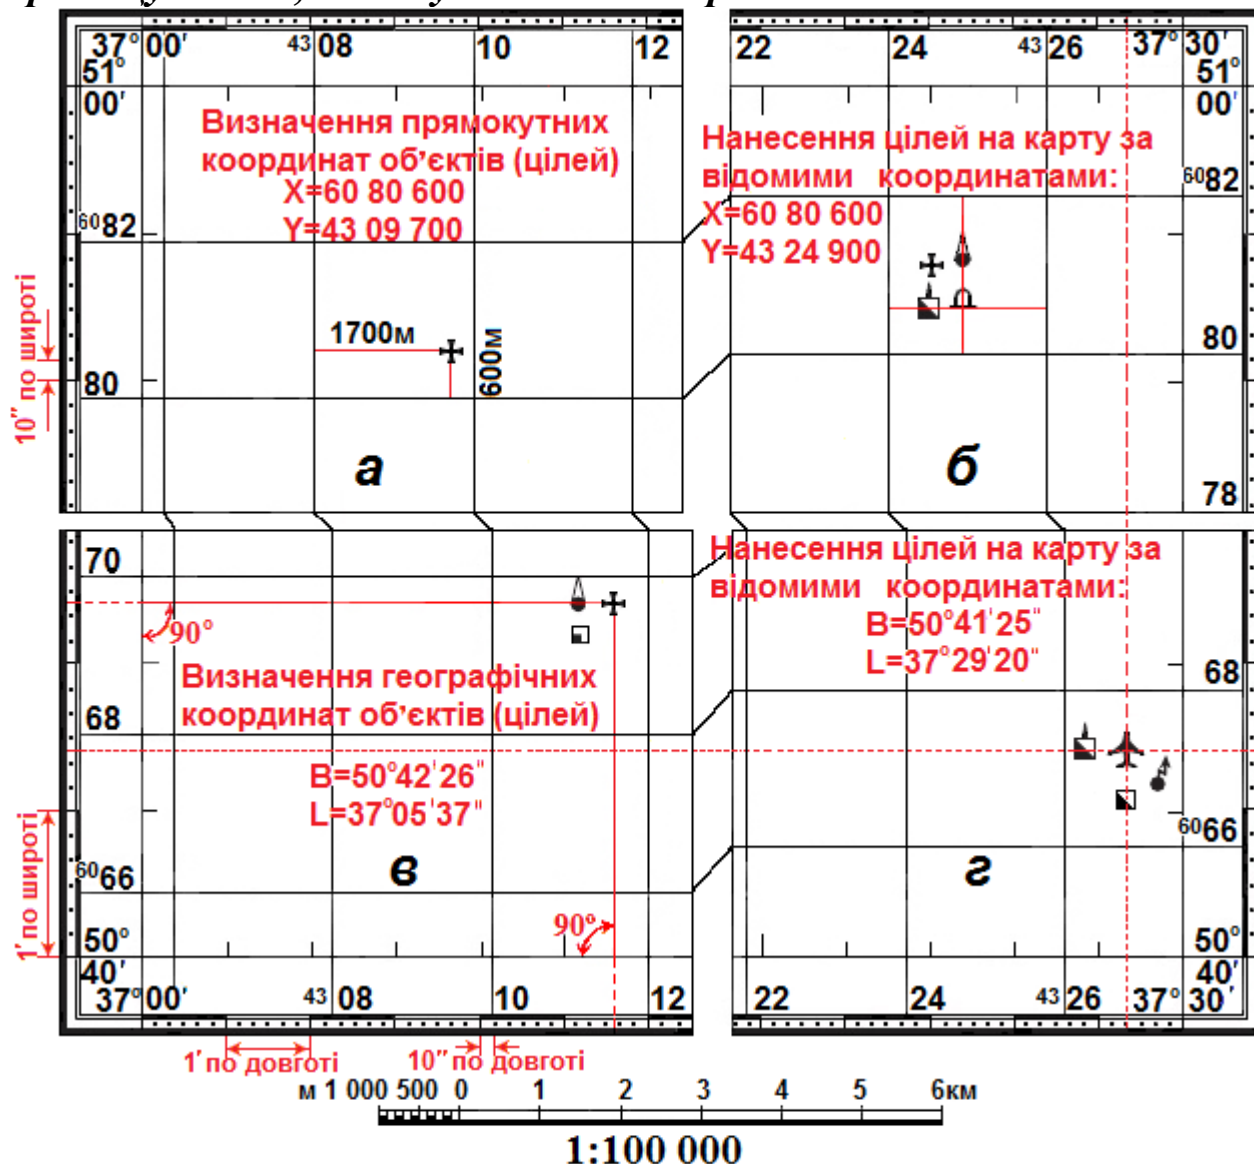 37°00′ 43 08 10 12 22 24 43 26 37° 30′
51° 51°
00′ 00′
Визначення прямокутних
координат об’єктів (цілей)
X=60 80 600
Y=43 09 700
Нанесення цілей на карту за
відомими координатами:
X=60 80 600
Y=43 24 900
60 82
60 82
1700м
600м
10″ по широті
80
80
а
б
78
70
90°
Визначення географічних
координат об’єктів (цілей)
B=50°42'26"
L=37°05'37"
Нанесення цілей на карту за
відомими координатами:
B=50°41'25"
L=37°29'20"
68
68
1′ по широті
60 66
60 66
в
г
90°
50° 50°
40′ 40′
37°00′ 43 08 10 12 22 24 43 26 37° 30′
1′ по довготі 10″ по довготі
м 1 000 500 0 1 2 3 4 5 6км
1:100 000